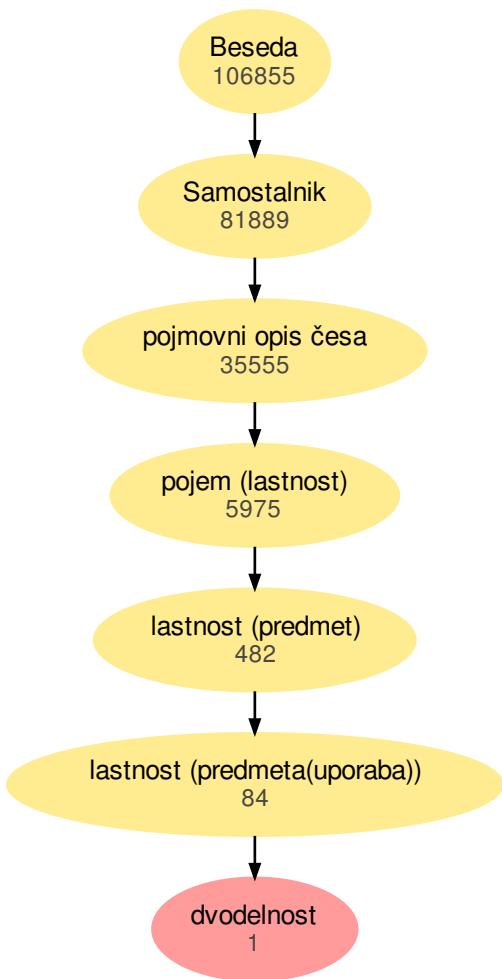 Beseda
106855
Samostalnik
81889
pojmovni opis česa
35555
pojem (lastnost)
5975
lastnost (predmet)
482
lastnost (predmeta(uporaba))
84
dvodelnost
1